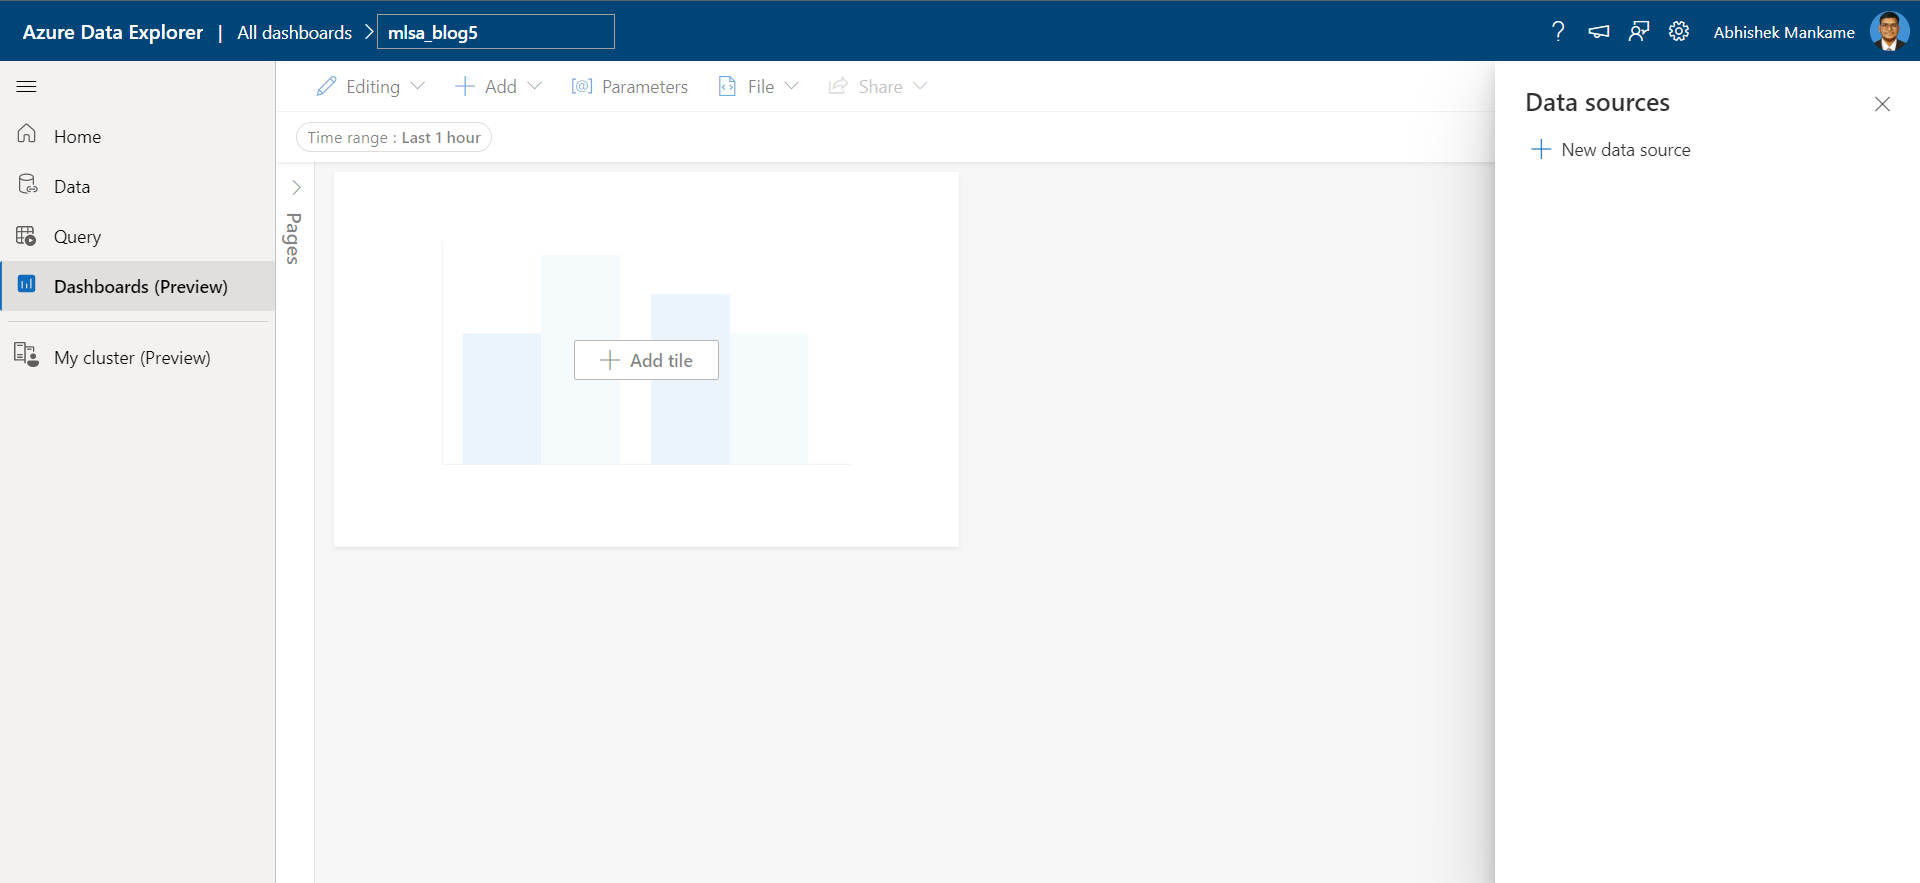 Azure Data Explorer | All dashboards > mlsa_blog5
? Abhishek Mankame
Editing Add [@] Parameters File Share
Time range : Last 1 hour
Home
Data
Query
Dashboards (Preview)
My cluster (Preview)
Pages
+ Add tile
Data sources
+ New data source